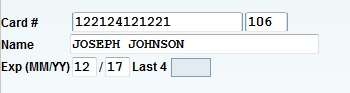 Card # 122124121221 106
Name JOSEPH JOHNSON
Exp (MM/YY) 12 / 17 Last 4